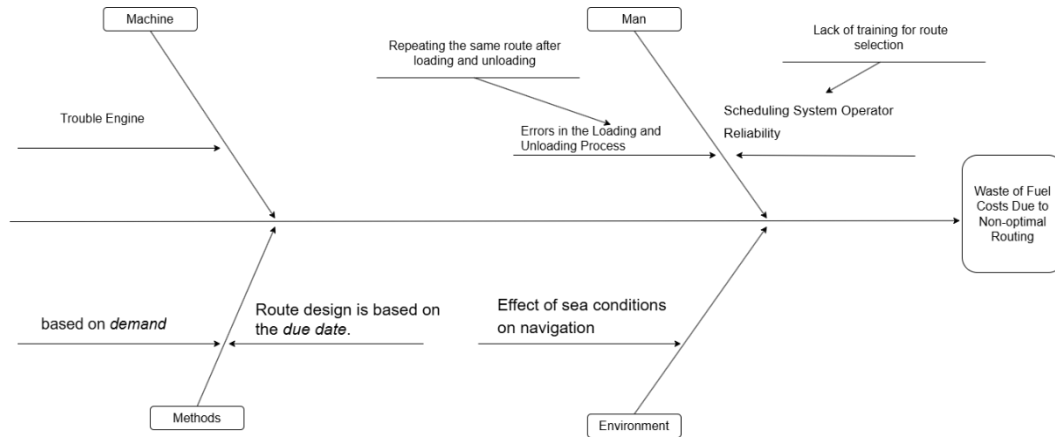 Machine
Man
Lack of training for route
selection
Repeating the same route after
loading and unloading
Trouble Engine
Scheduling System Operator
Reliability
Errors in the Loading and
Unloading Process
Waste of Fuel
Costs Due to
Non-optimal
Routing
based on demand
Route design is based on
the due date.
Effect of sea conditions
on navigation
Methods
Environment